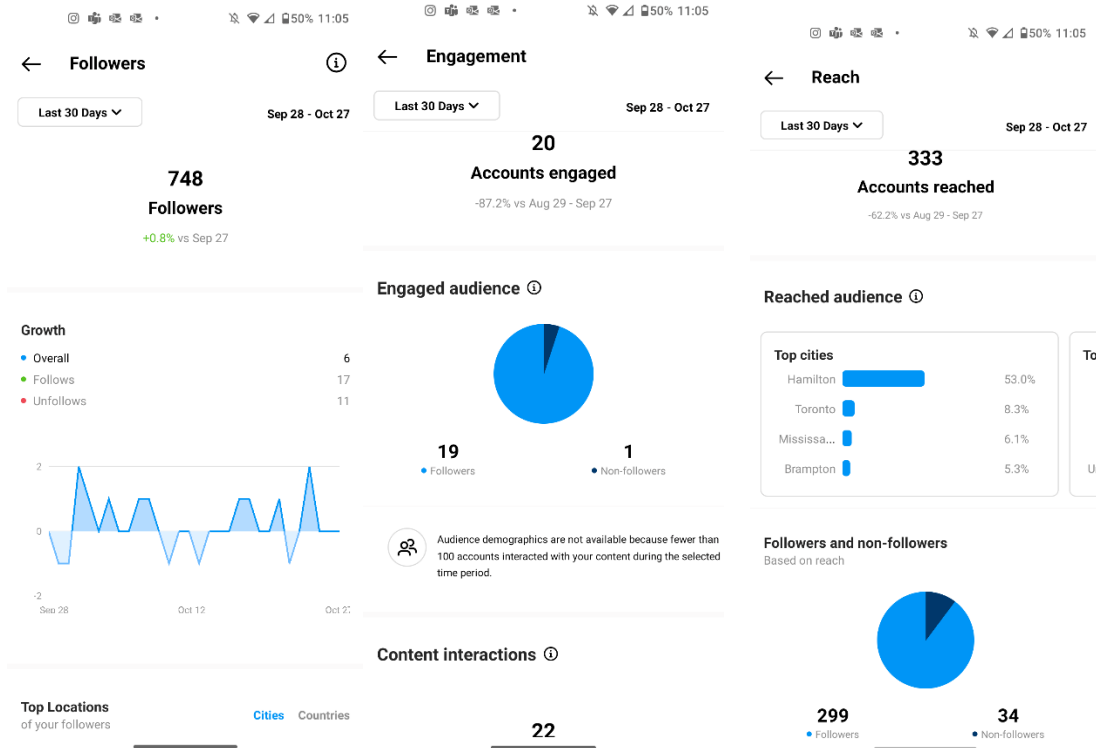 50% 11:05
Followers
Last 30 Days
Sep 28 - Oct 27
748
Followers
+0.8% vs Sep 27
Growth
Overall 6
Follows 17
Unfollows 11
2
0
-2
Sep 28 Oct 12 Oct 27
Top Locations
of your followers
Cities Countries
50% 11:05
Engagement
Last 30 Days
Sep 28 - Oct 27
20
Accounts engaged
-87.2% vs Aug 29 - Sep 27
Engaged audience
19 1
Followers Non-followers
Audience demographics are not available because fewer than
100 accounts interacted with your content during the selected
time period.
Content interactions
22
50% 11:05
Reach
Last 30 Days
Sep 28 - Oct 27
333
Accounts reached
-62.2% vs Aug 29 - Sep 27
Reached audience
Top cities To
Hamilton 53.0%
Toronto 8.3%
Mississa... 6.1%
Brampton 5.3%
Followers and non-followers
Based on reach
299 34
Followers Non-followers